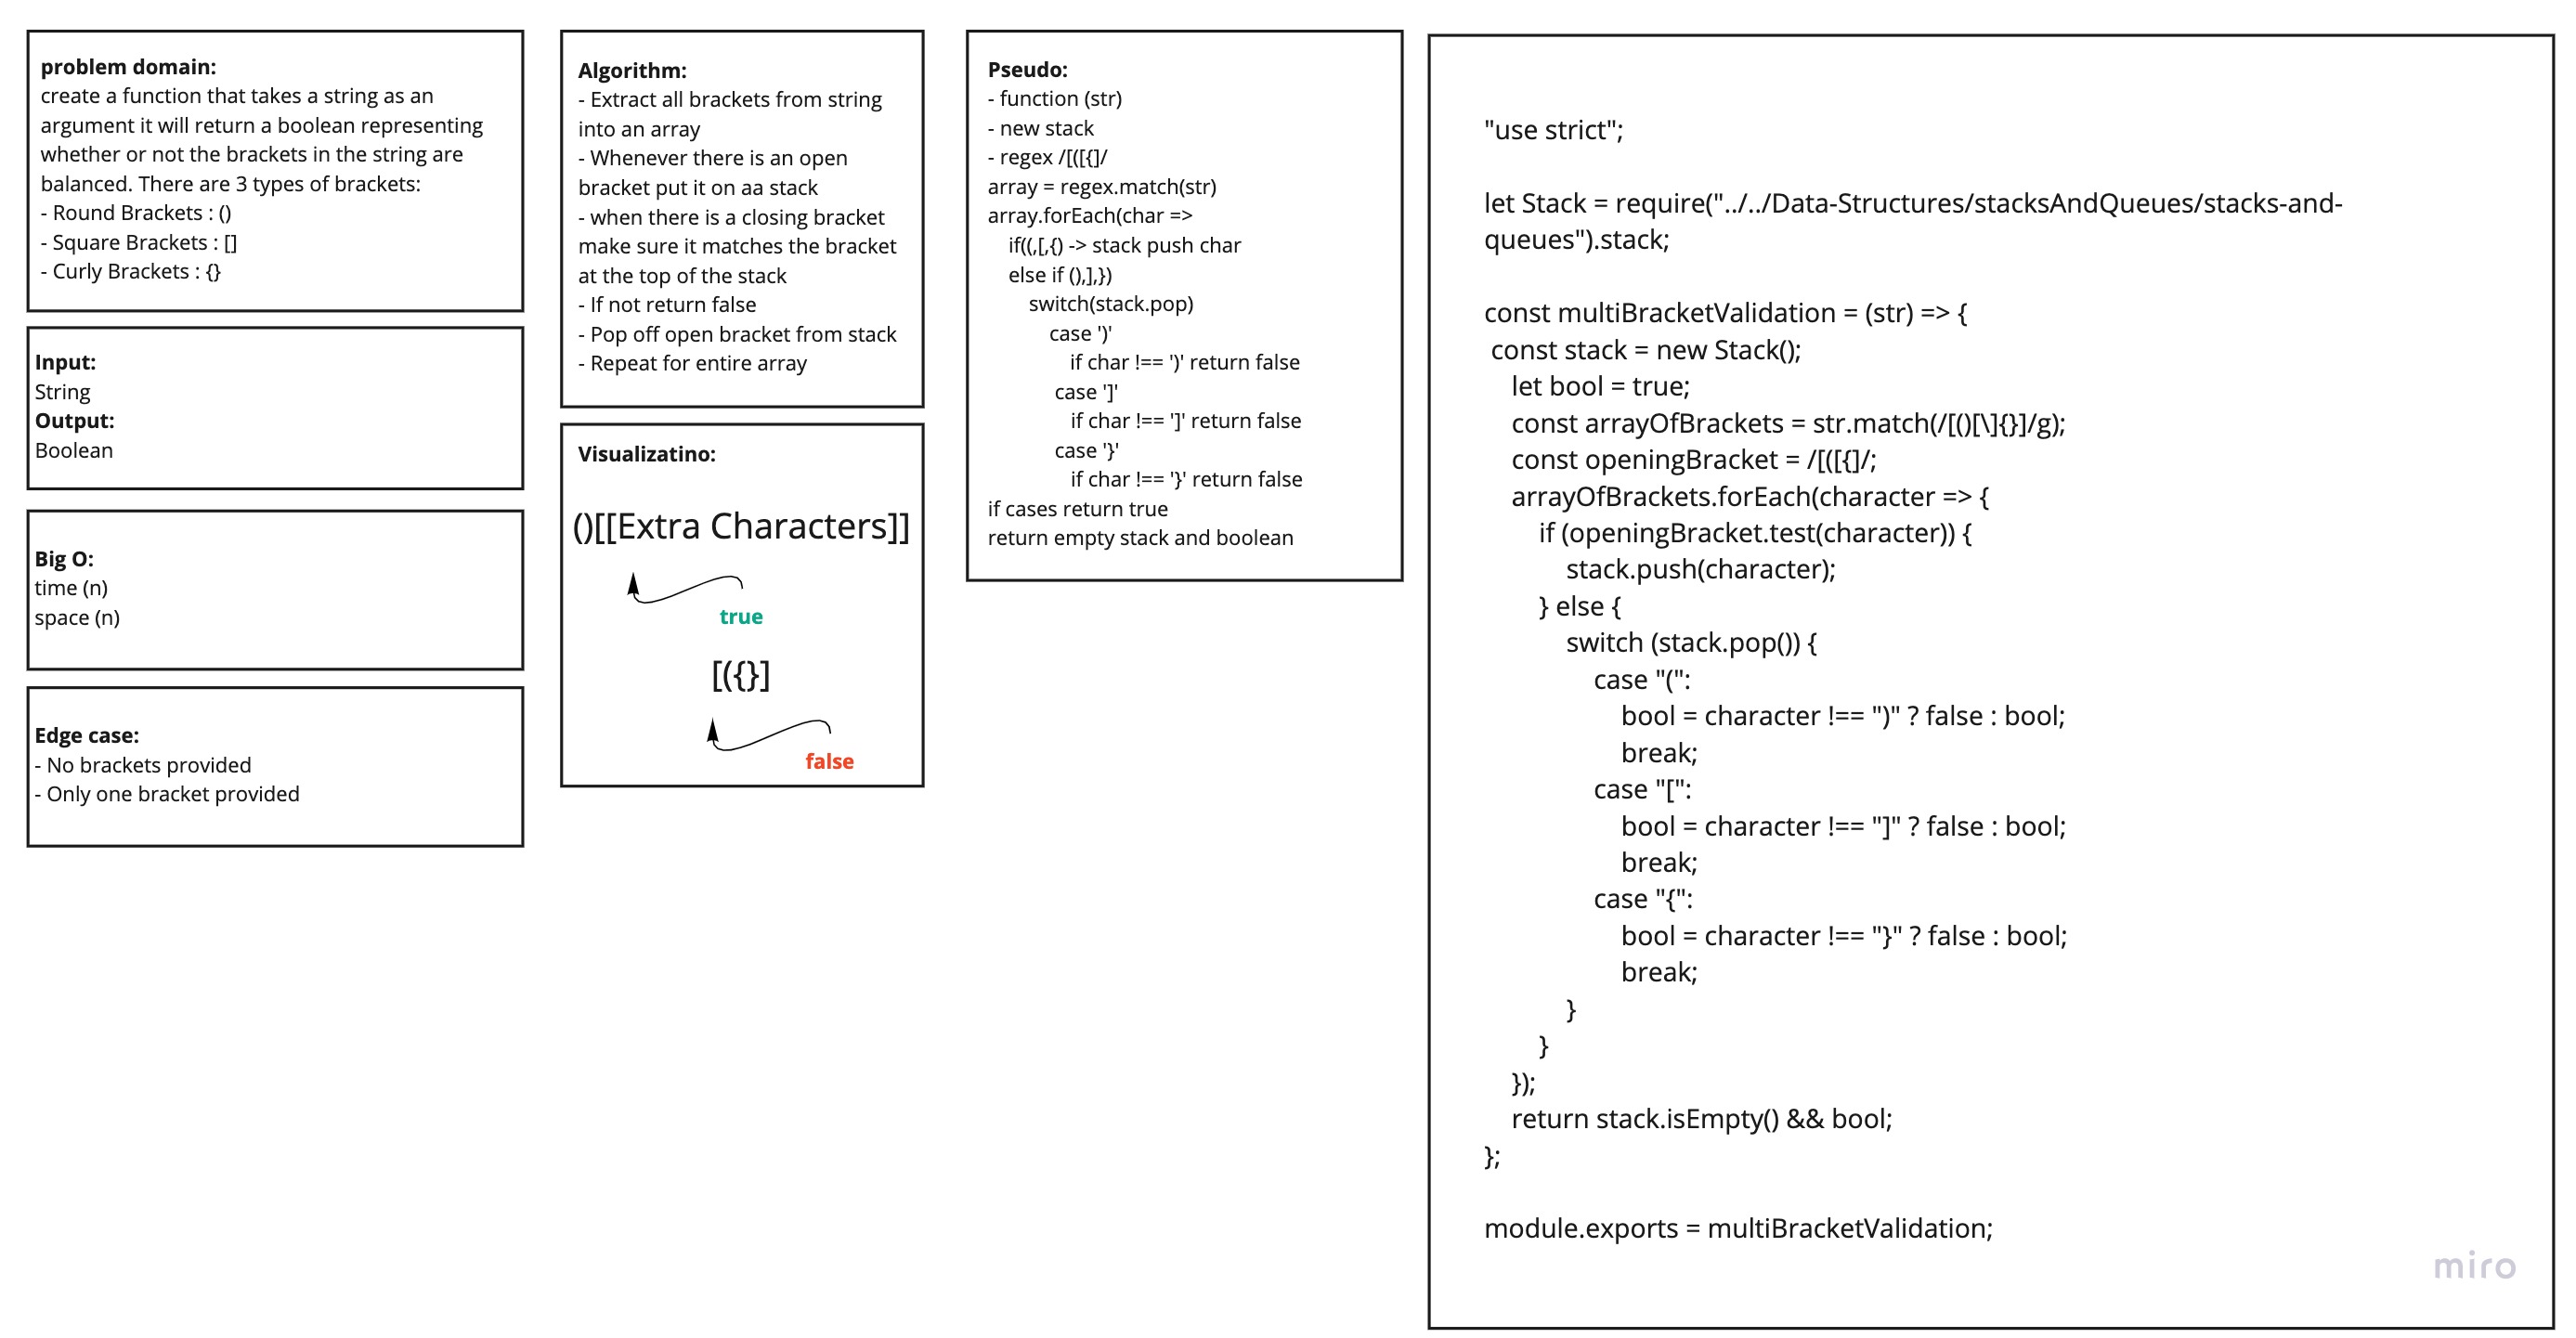 problem domain:
create a function that takes a string as an
argument it will return a boolean representing
whether or not the brackets in the string are
balanced. There are 3 types of brackets:
- Round Brackets : ()
- Square Brackets : []
- Curly Brackets : {}
Input:
String
Output:
Boolean
Big O:
time (n)
space (n)
Edge case:
- No brackets provided
- Only one bracket provided
Algorithm:
- Extract all brackets from string
into an array
- Whenever there is an open
bracket put it on aa stack
- when there is a closing bracket
make sure it matches the bracket
at the top of the stack
- If not return false
- Pop off open bracket from stack
- Repeat for entire array
Visualizatino:
()[[Extra Characters]]
true
[({}]
false
Pseudo:
- function (str)
- new stack
- regex /[([{]/
array = regex.match(str)
array.forEach(char =>
if((,[,{) -> stack push char
else if (),],})
switch(stack.pop)
case ')'
if char !== ')' return false
case ']'
if char !== ']' return false
case '}'
if char !== '}' return false
if cases return true
return empty stack and boolean
"use strict";
let Stack = require("../../Data-Structures/stacksAndQueues/stacks-and-
queues").stack;
const multiBracketValidation = (str) => {
const stack = new Stack();
let bool = true;
const arrayOfBrackets = str.match(/[()[\]{}]/g);
const openingBracket = /[([{]/;
arrayOfBrackets.forEach(character => {
if (openingBracket.test(character)) {
stack.push(character);
} else {
switch (stack.pop()) {
case "(":
bool = character !== ")" ? false : bool;
break;
case "[":
bool = character !== "]" ? false : bool;
break;
case "{":
bool = character !== "}" ? false : bool;
break;
}
}
});
return stack.isEmpty() && bool;
};
module.exports = multiBracketValidation;
miro